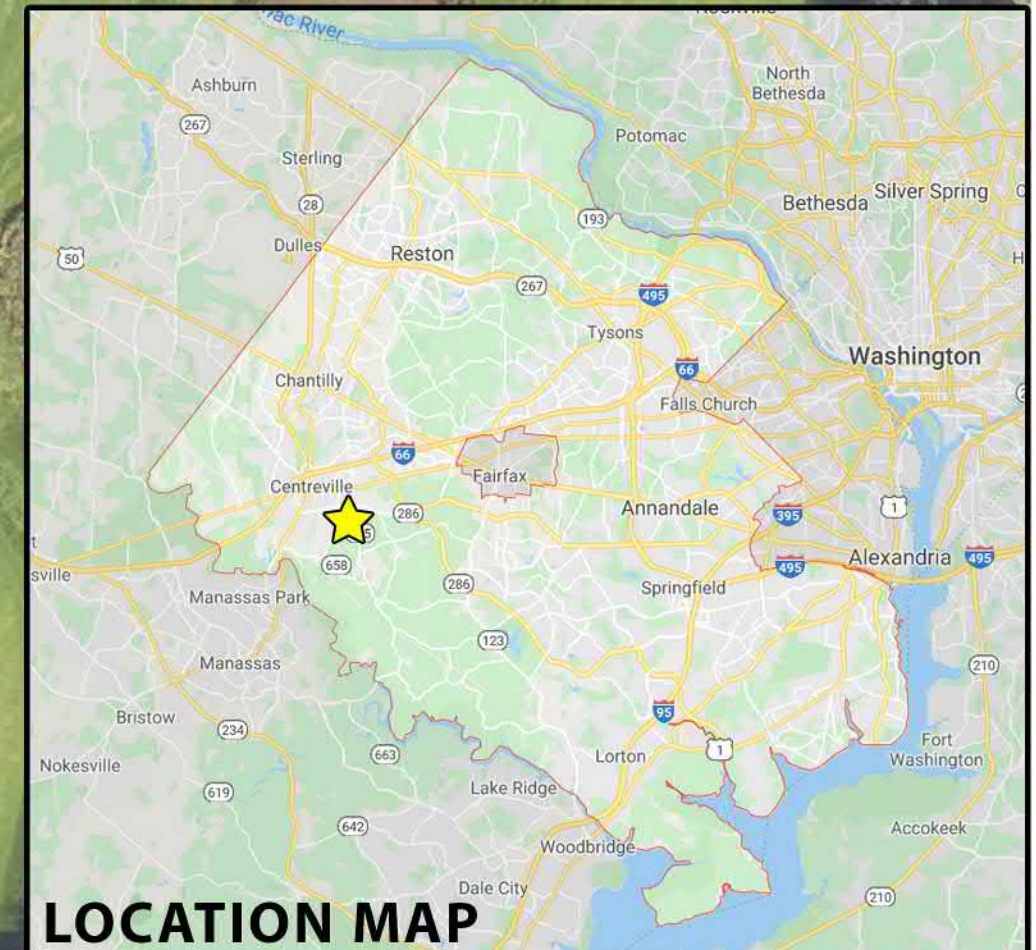 Ashburn
267
Sterling
28
Dulles
50
Reston
267
193
North
Bethesda
Potomac
Bethesda
Silver Spring
495
Tysons
66
Washington
Falls Church
Chantilly
66
Fairfax
Centreville
286
658
286
Annandale
395
1
Alexandria
495
495
Springfield
Manassas Park
Manassas
123
95
1
210
Bristow
234
663
Nokesville
619
Lorton
Lake Ridge
Fort
Washington
642
Woodbridge
Accokeek
Dale City
210
River
LOCATION MAP